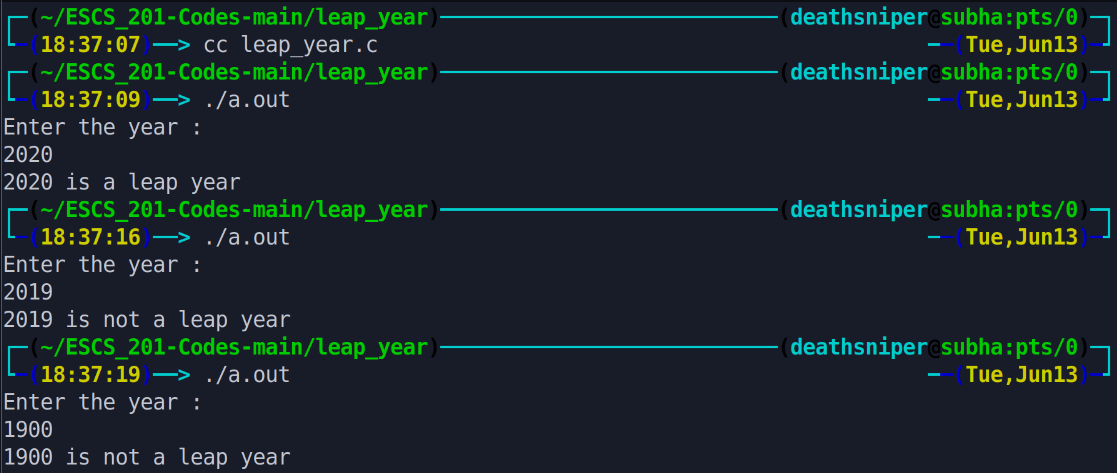 (~/ESCS_201-Codes-main/leap_year) (deathsniper@subha:pts/0)
(18:37:07)──> cc leap_year.c (Tue,Jun13)
(~/ESCS_201-Codes-main/leap_year) (deathsniper@subha:pts/0)
(18:37:09)──> ./a.out (Tue,Jun13)
Enter the year :
2020
2020 is a leap year
(~/ESCS_201-Codes-main/leap_year) (deathsniper@subha:pts/0)
(18:37:16)──> ./a.out (Tue,Jun13)
Enter the year :
2019
2019 is not a leap year
(~/ESCS_201-Codes-main/leap_year) (deathsniper@subha:pts/0)
(18:37:19)──> ./a.out (Tue,Jun13)
Enter the year :
1900
1900 is not a leap year